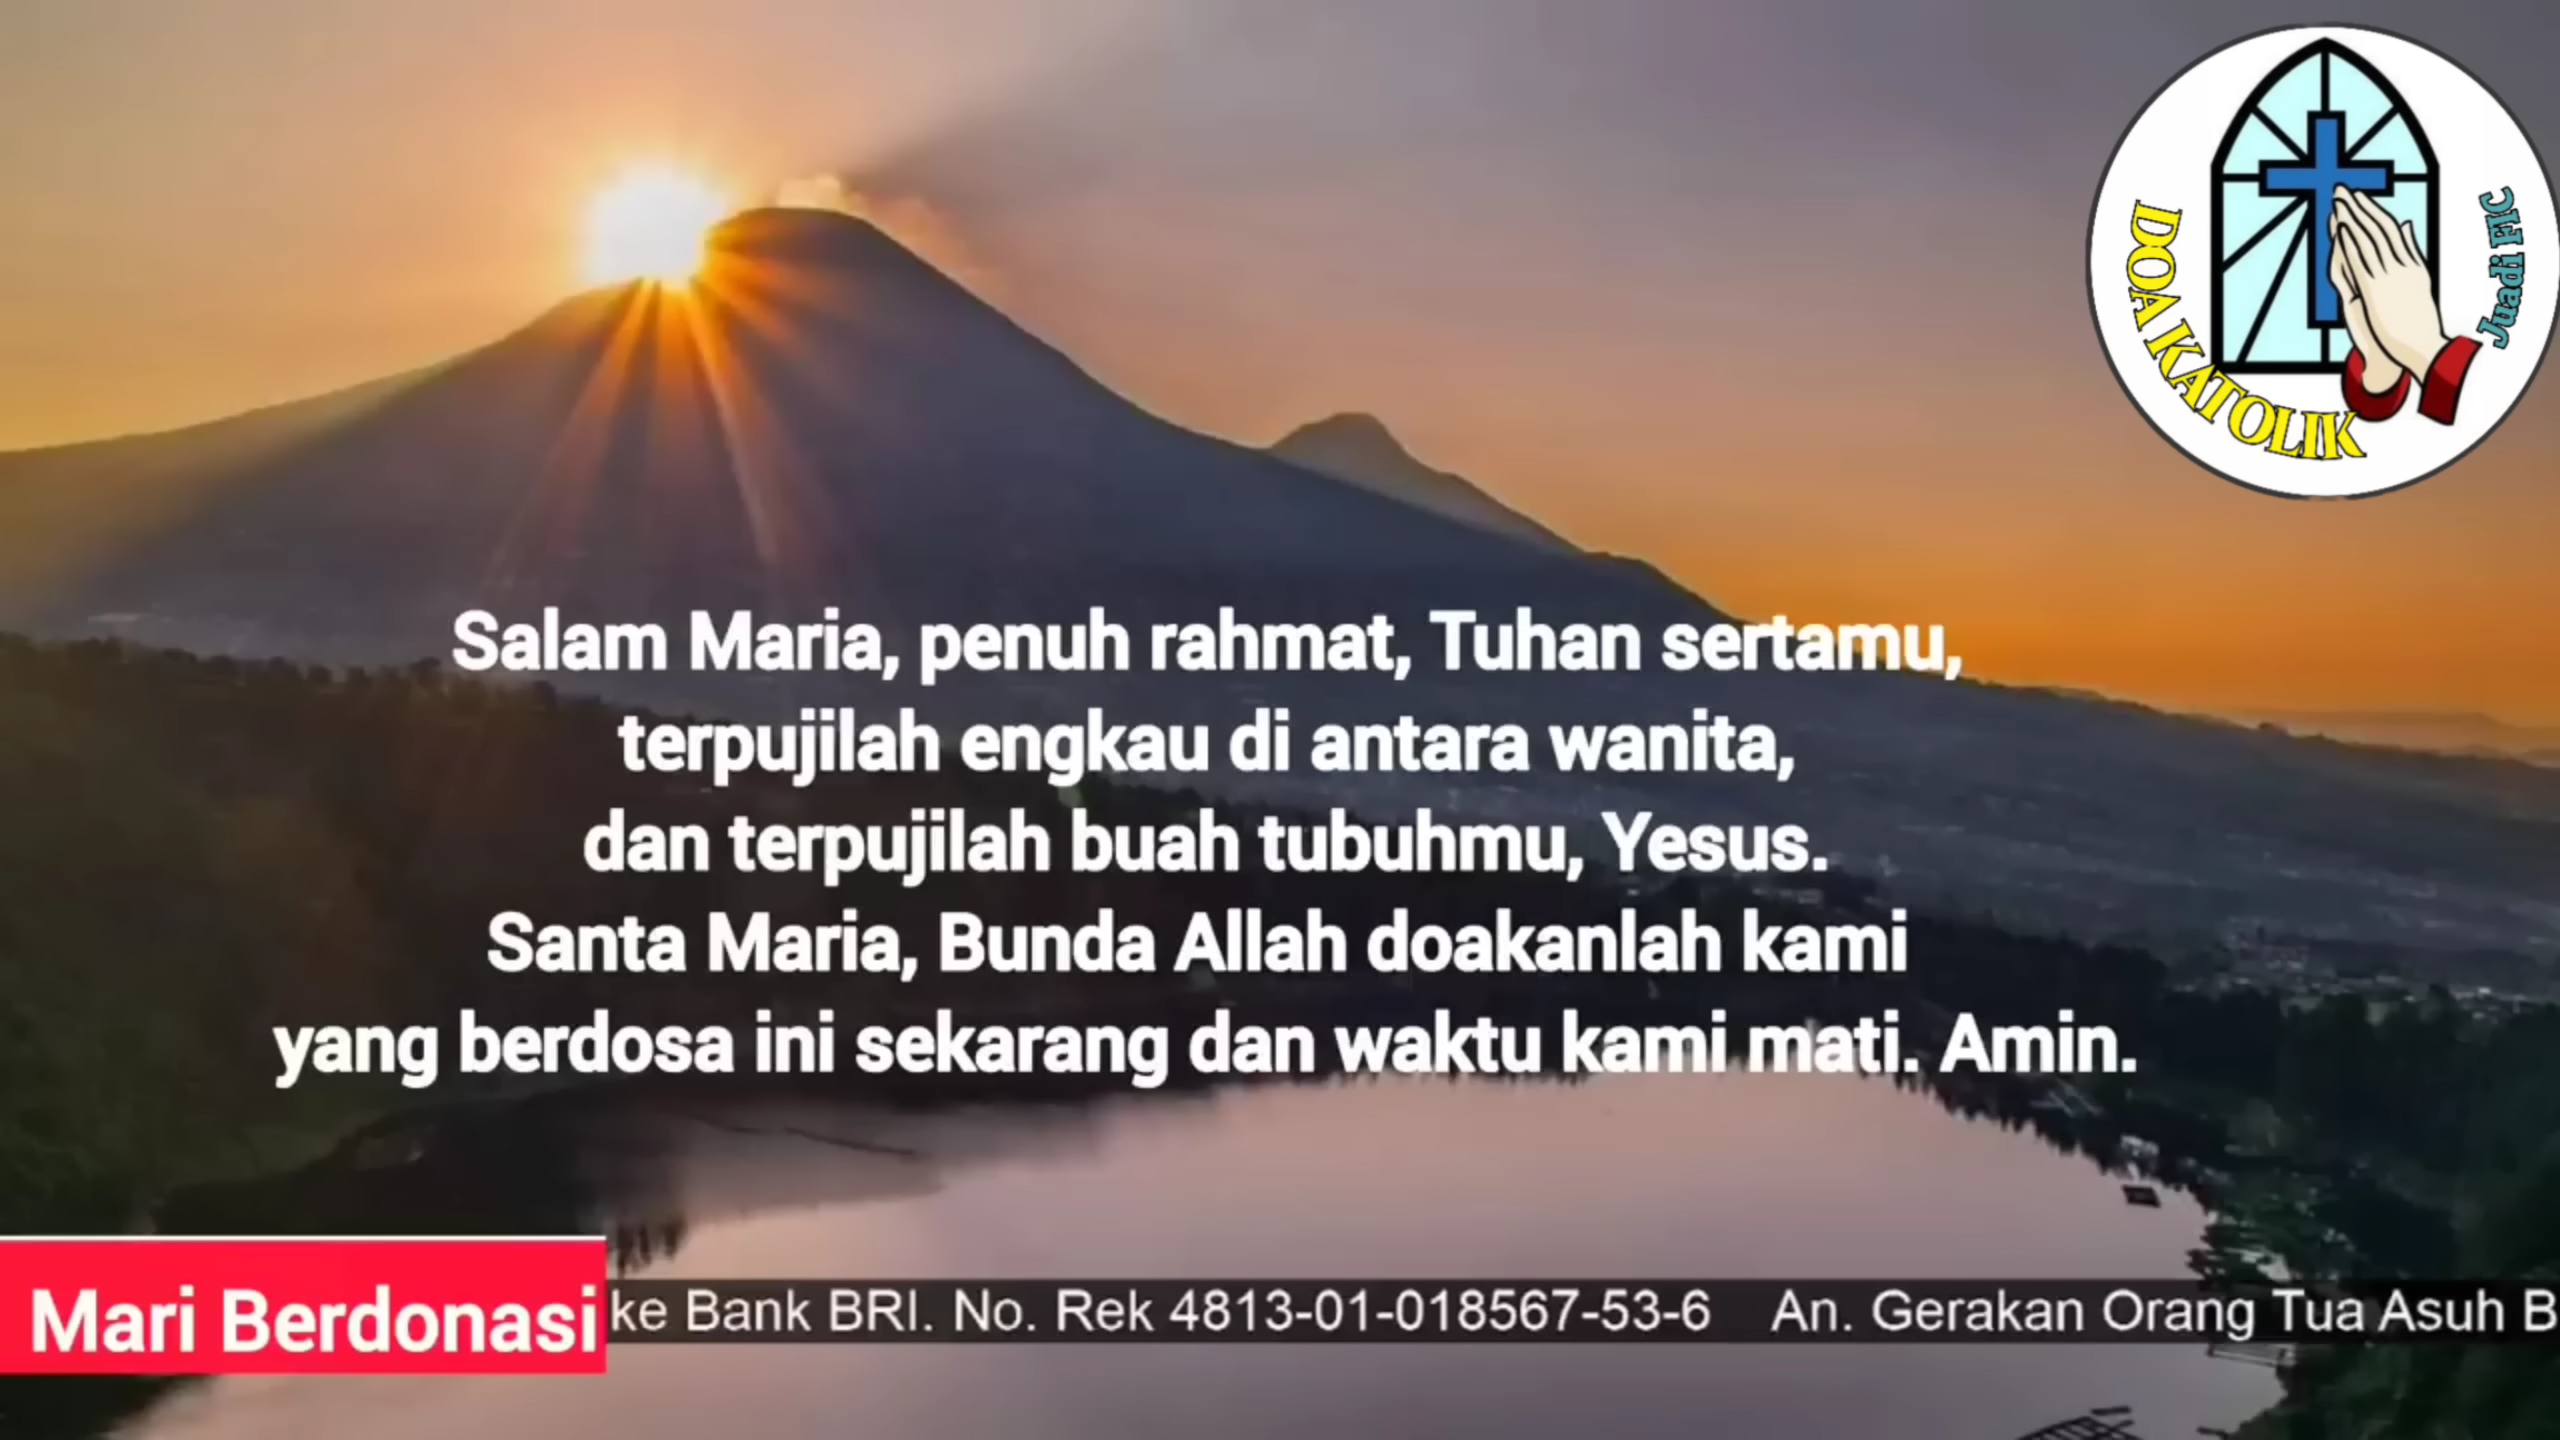 DOA KATOLIK
Juadi FIC
Salam Maria, penuh rahmat, Tuhan sertamu,
terpujilah engkau di antara wanita,
dan terpujilah buah tubuhmu, Yesus.
Santa Maria, Bunda Allah doakanlah kami
yang berdosa ini sekarang dan waktu kami mati. Amin.
Mari Berdonasi ke Bank BRI. No. Rek 4813-01-018567-53-6 An. Gerakan Orang Tua Asuh B